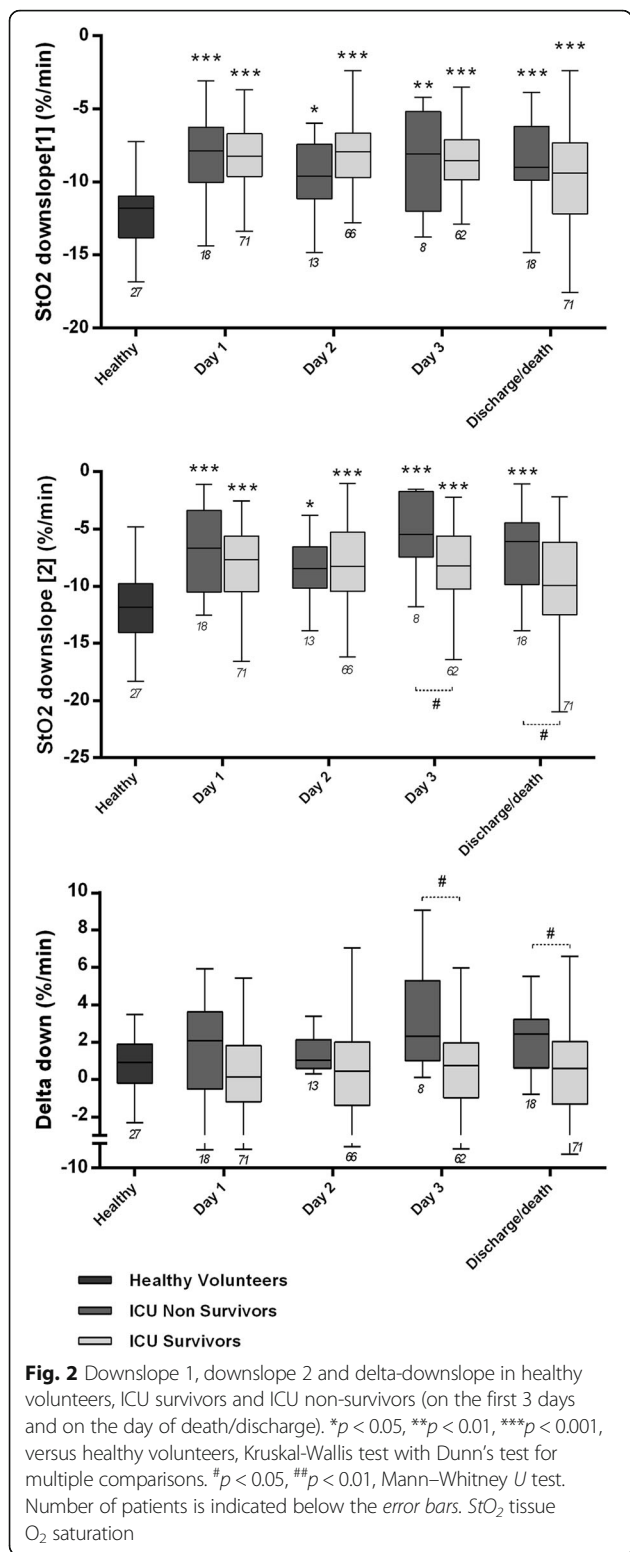 0
-5
-10
-15
-20
StO2 downslope[1] (%/min)
*** *** * *** ** *** *** ***
27 18 71 13 66 8 62 18 71
Healthy Day 1 Day 2 Day 3 Discharge/death
0
-5
-10
-15
-20
-25
StO2 downslope [2] (%/min)
*** *** * *** *** *** ***
27 18 71 13 66 8 62 18 71
# #
Healthy Day 1 Day 2 Day 3 Discharge/death
10
8
6
4
2
0
-2
-10
Delta down (%/min)
# #
27 18 71 13 66 8 62 18 71
Healthy Day 1 Day 2 Day 3 Discharge/death
Healthy Volunteers
ICU Non Survivors
ICU Survivors
Fig. 2 Downslope 1, downslope 2 and delta-downslope in healthy
volunteers, ICU survivors and ICU non-survivors (on the first 3 days
and on the day of death/discharge). *p < 0.05, **p < 0.01, ***p < 0.001,
versus healthy volunteers, Kruskal-Wallis test with Dunn’s test for
multiple comparisons. #p < 0.05, ##p < 0.01, Mann–Whitney U test.
Number of patients is indicated below the error bars. StO2 tissue
O2 saturation